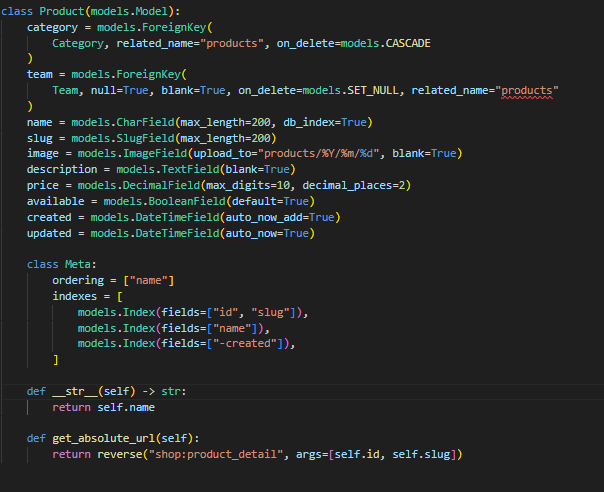 class Product(models.Model):
    category = models.ForeignKey(
        Category, related_name="products", on_delete=models.CASCADE
    )
    team = models.ForeignKey(
        Team, null=True, blank=True, on_delete=models.SET_NULL, related_name="products"
    )
    name = models.CharField(max_length=200, db_index=True)
    slug = models.SlugField(max_length=200)
    image = models.ImageField(upload_to="products/%Y/%m/%d", blank=True)
    description = models.TextField(blank=True)
    price = models.DecimalField(max_digits=10, decimal_places=2)
    available = models.BooleanField(default=True)
    created = models.DateTimeField(auto_now_add=True)
    updated = models.DateTimeField(auto_now=True)

    class Meta:
        ordering = ["name"]
        indexes = [
            models.Index(fields=["id", "slug"]),
            models.Index(fields=["name"]),
            models.Index(fields=["-created"]),
        ]

    def __str__(self) -> str:
        return self.name

    def get_absolute_url(self):
        return reverse("shop:product_detail", args=[self.id, self.slug])